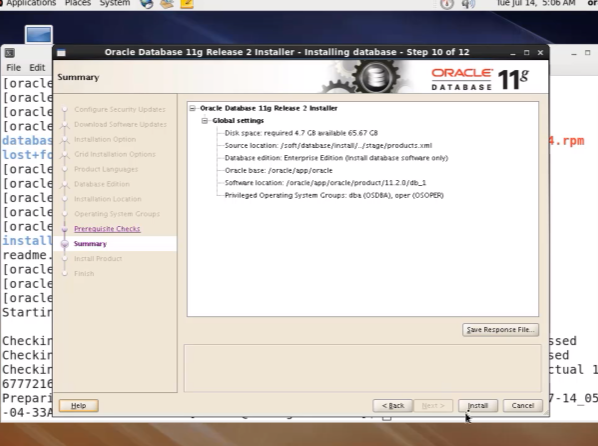 Applications Places System Tue Jul 14, 5:06 AM or
Oracle Database 11g Release 2 Installer - Installing database - Step 10 of 12
File Edit
Summary
ORACLE 11g
DATABASE
[oracle
[oracle
[oracle
[oracle
databas 4.rpm
lost+fo
[oracle
[oracle
[oracle
[oracle
[oracle
install
readme.
[oracle
[oracle
[oracle
Startin
Configure Security Updates
Download Software Updates
Installation Option
Grid Installation Options
Product Languages
Database Edition
Installation Location
Operating System Groups
Prerequisite Checks
Summary
Install Product
Finish
Oracle Database 11g Release 2 Installer
Global settings
Disk space: required 4.7 GB available 65.67 GB
Source location: /soft/database/install/../stage/products.xml
Database edition: Enterprise Edition (Install database software only)
Oracle base: /oracle/app/oracle
Software location: /oracle/app/oracle/product/11.2.0/db_1
Privileged Operating System Groups: dba (OSDBA), oper (OSOPER)
Save Response File...
Checkin ssed
Checkin sed
Checkin ctual 1
6777216
Prepari 7-14_05
-04-33A
Help < Back Next > Install Cancel